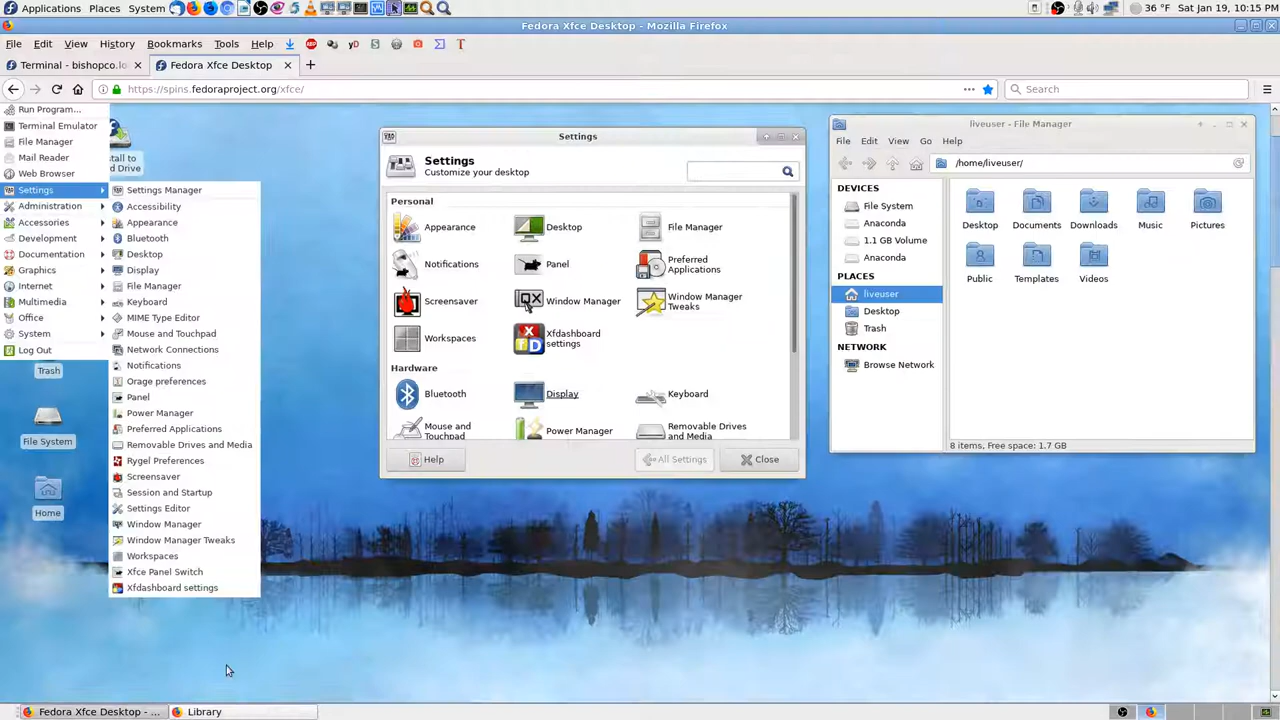 Applications Places System 36 °F Sat Jan 19, 10:15 PM
Fedora Xfce Desktop - Mozilla Firefox
File Edit View History Bookmarks Tools Help
Terminal - bishopco.lo Fedora Xfce Desktop
https://spins.fedoraproject.org/xfce/ Search
Run Program...
Terminal Emulator
File Manager
Mail Reader
Web Browser
Settings
Administration
Accessories
Development
Documentation
Graphics
Internet
Multimedia
Office
System
Log Out
Settings Manager
Accessibility
Appearance
Bluetooth
Desktop
Display
File Manager
Keyboard
MIME Type Editor
Mouse and Touchpad
Network Connections
Notifications
Orage preferences
Panel
Power Manager
Preferred Applications
Removable Drives and Media
Rygel Preferences
Screensaver
Session and Startup
Settings Editor
Window Manager
Window Manager Tweaks
Workspaces
Xfce Panel Switch
Xfdashboard settings
tall to
d Drive
Trash
File System
Home
Settings
Settings
Customize your desktop
Personal
Appearance Desktop File Manager
Notifications Panel Preferred
Applications
Screensaver Window Manager Window Manager
Tweaks
Workspaces Xfdashboard
settings
Hardware
Bluetooth Display Keyboard
Mouse and
Touchpad
Power Manager
Removable Drives
and Media
Help All Settings Close
liveuser - File Manager
File Edit View Go Help
/home/liveuser/
DEVICES
File System
Anaconda
1.1 GB Volume
Anaconda
PLACES
liveuser
Desktop
Trash
NETWORK
Browse Network
Desktop Documents Downloads Music Pictures
Public Templates Videos
8 items, Free space: 1.7 GB
Fedora Xfce Desktop - ... Library